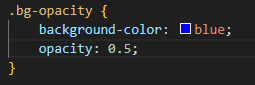 .bg-opacity {
    background-color: blue;
    opacity: 0.5;
}